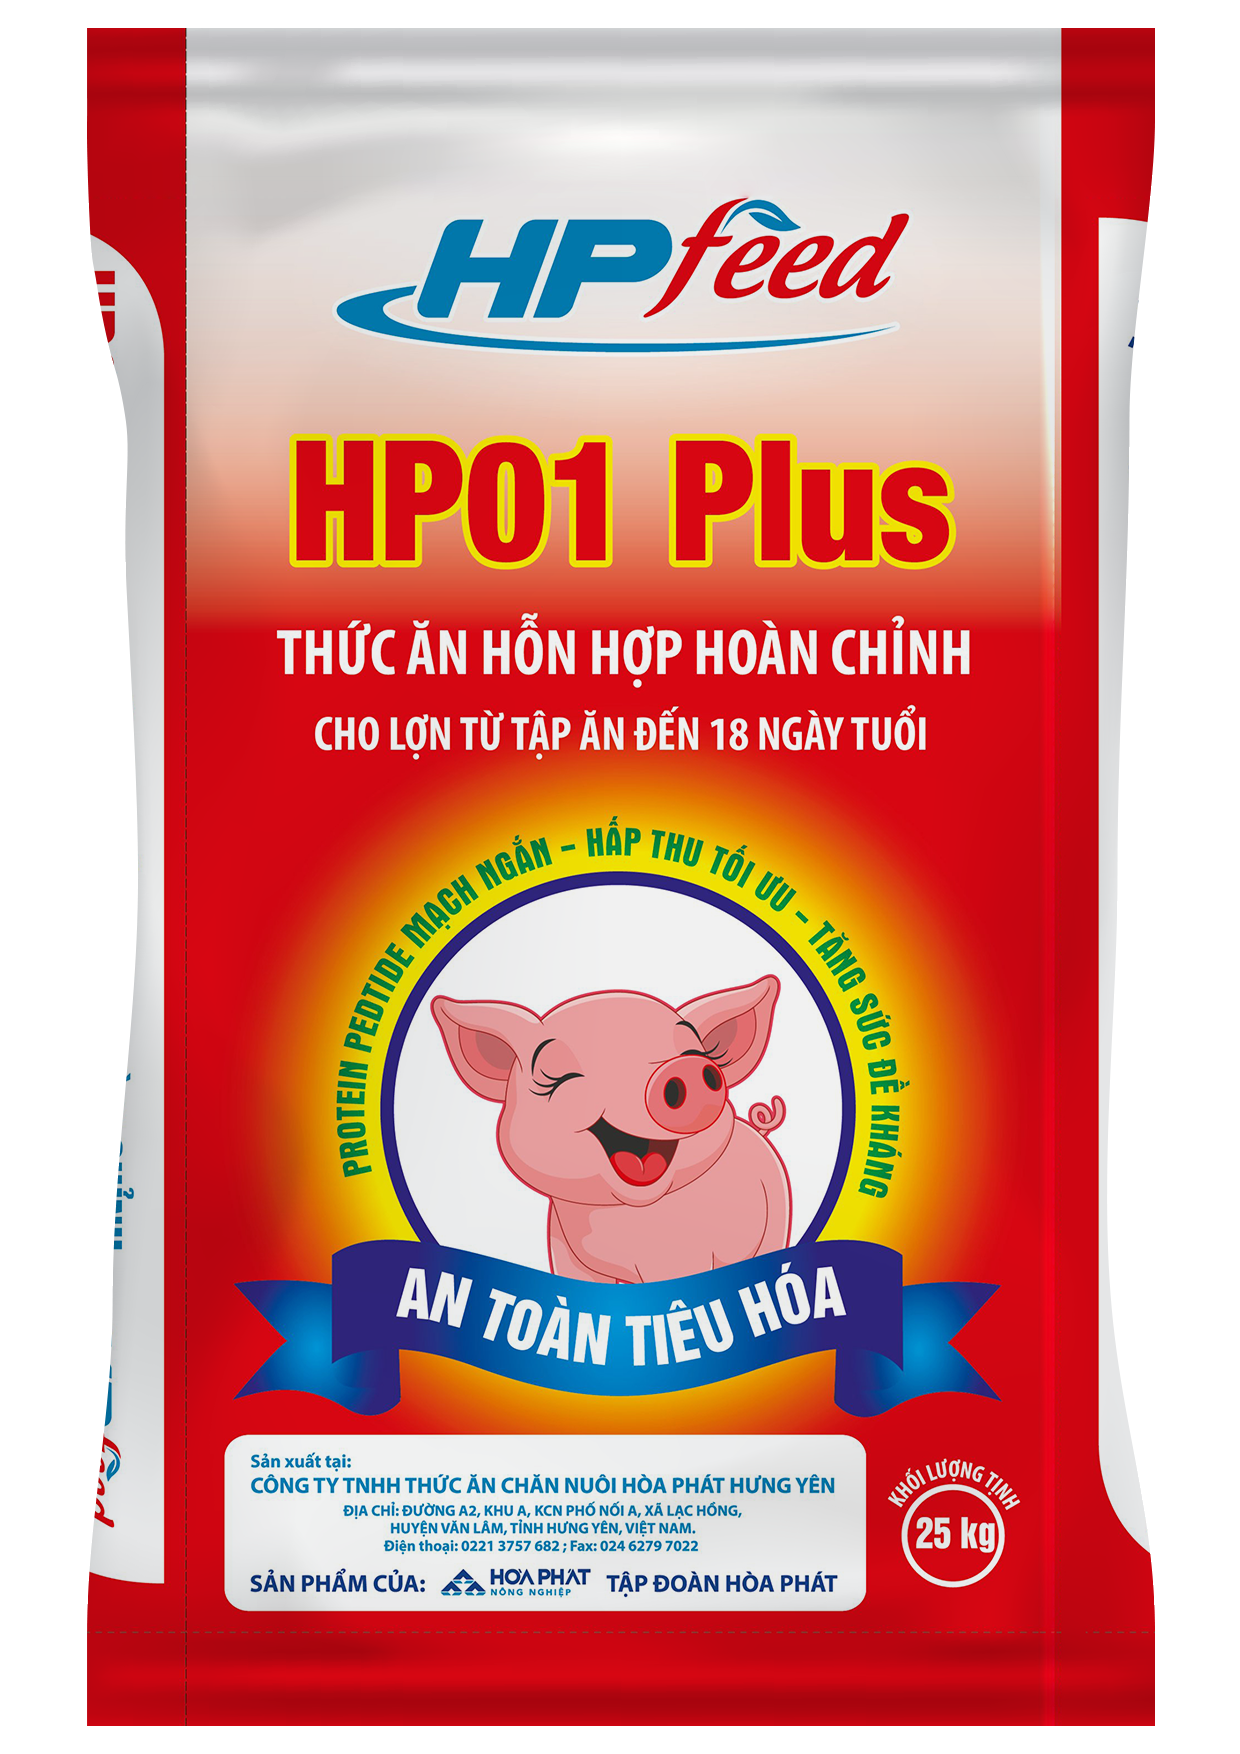 HPfeed
HP01 Plus
THỨC ĂN HỖN HỢP HOÀN CHỈNH
CHO LỢN TỪ TẬP ĂN ĐẾN 18 NGÀY TUỔI
PROTEIN PEDTIDE MẠCH NGẮN - HẤP THU TỐI ƯU - TĂNG SỨC ĐỀ KHÁNG
AN TOÀN TIÊU HÓA
Sản xuất tại:
CÔNG TY TNHH THỨC ĂN CHĂN NUÔI HÒA PHÁT HƯNG YÊN
ĐỊA CHỈ: ĐƯỜNG A2, KHU A, KCN PHỐ NỐI A, XÃ LẠC HỒNG,
HUYỆN VĂN LÂM, TỈNH HƯNG YÊN, VIỆT NAM.
Điện thoại: 0221 3757 682 ; Fax: 024 6279 7022
SẢN PHẨM CỦA: HÒA PHÁT NÔNG NGHIỆP TẬP ĐOÀN HÒA PHÁT
KHỐI LƯỢNG TỊNH
25 kg